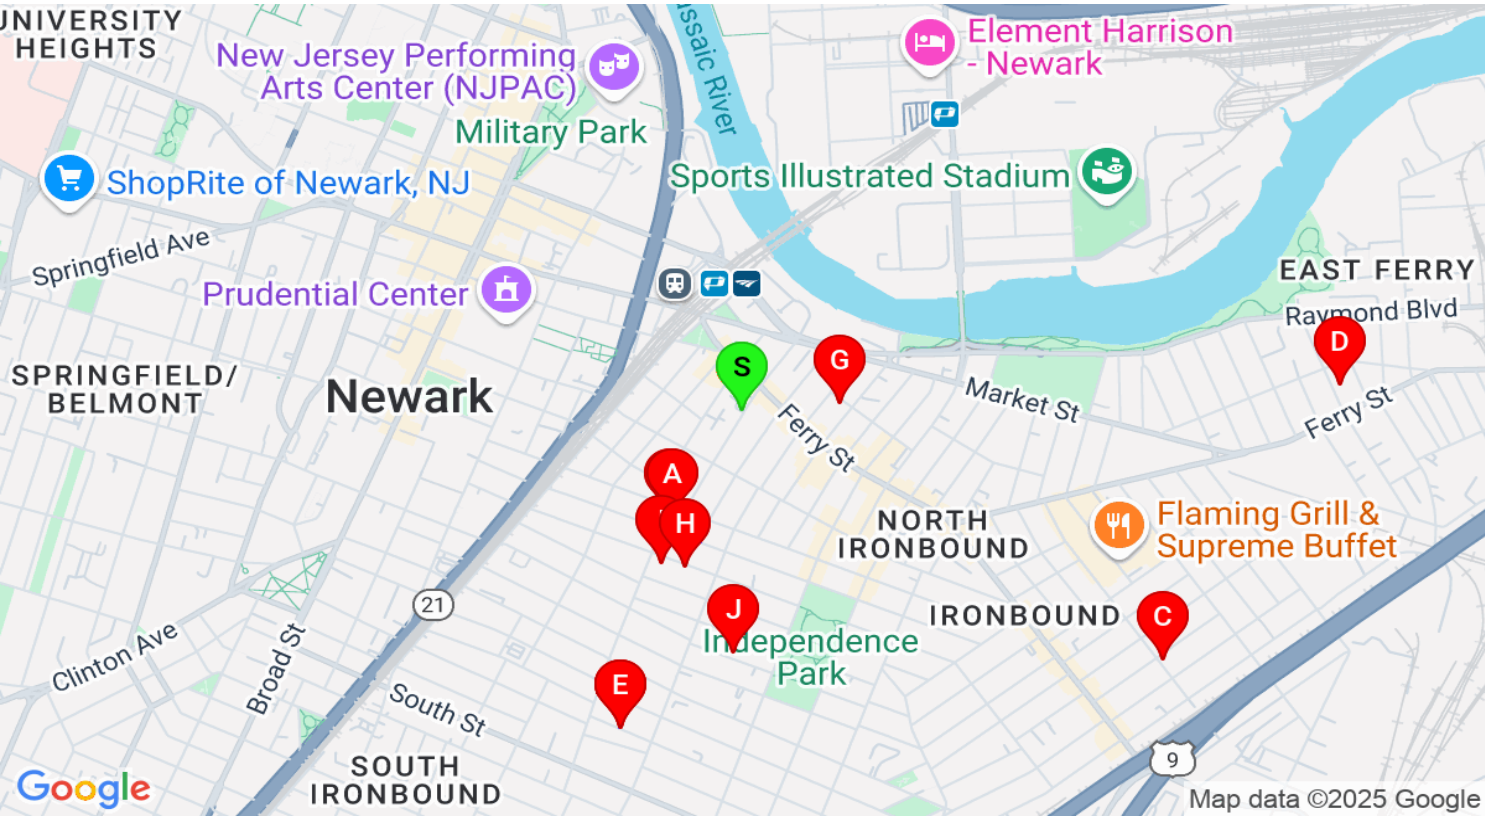 UNIVERSITY
HEIGHTS
New Jersey Performing
Arts Center (NJPAC)
Military Park
ssaic River
Element Harrison
- Newark
ShopRite of Newark, NJ
Sports Illustrated Stadium
Springfield Ave
Prudential Center
EAST FERRY
Raymond Blvd
SPRINGFIELD/
BELMONT
Newark
S
G
D
Market St
Ferry St
Ferry St
A
H
NORTH
IRONBOUND
Flaming Grill &
Supreme Buffet
21
J
IRONBOUND
C
Independence
Park
Clinton Ave
Broad St
E
South St
SOUTH
IRONBOUND
9
Google
Map data ©2025 Google